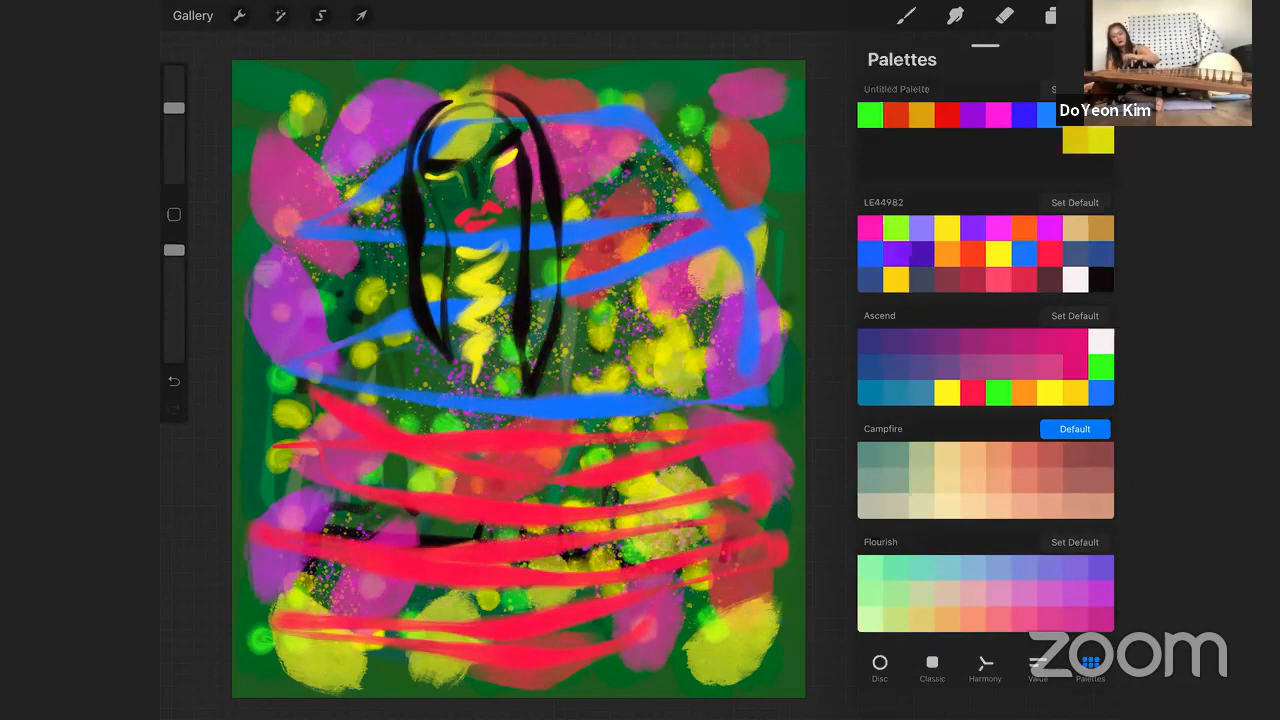 Gallery
Palettes
Untitled Palette
DoYeon Kim
LE44982
Set Default
Ascend
Set Default
Campfire
Default
Flourish
Set Default
zoom
Disc
Classic
Harmony
Value
Palettes